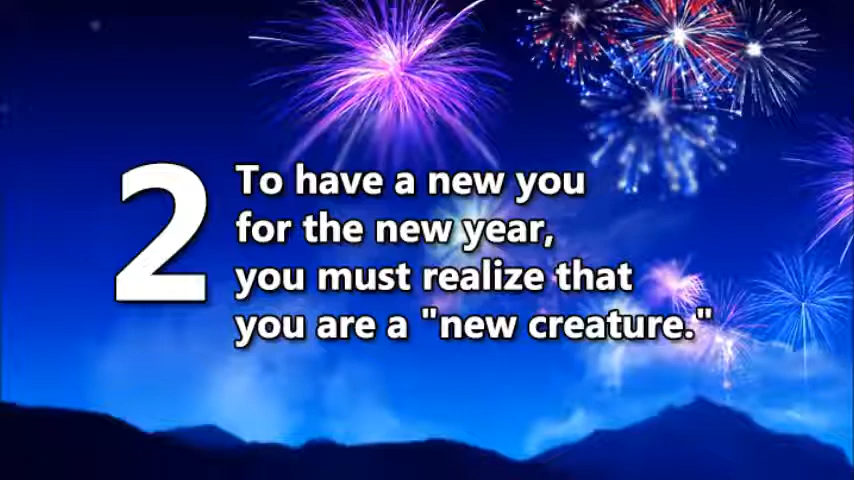 2
To have a new you
for the new year,
you must realize that
you are a "new creature."